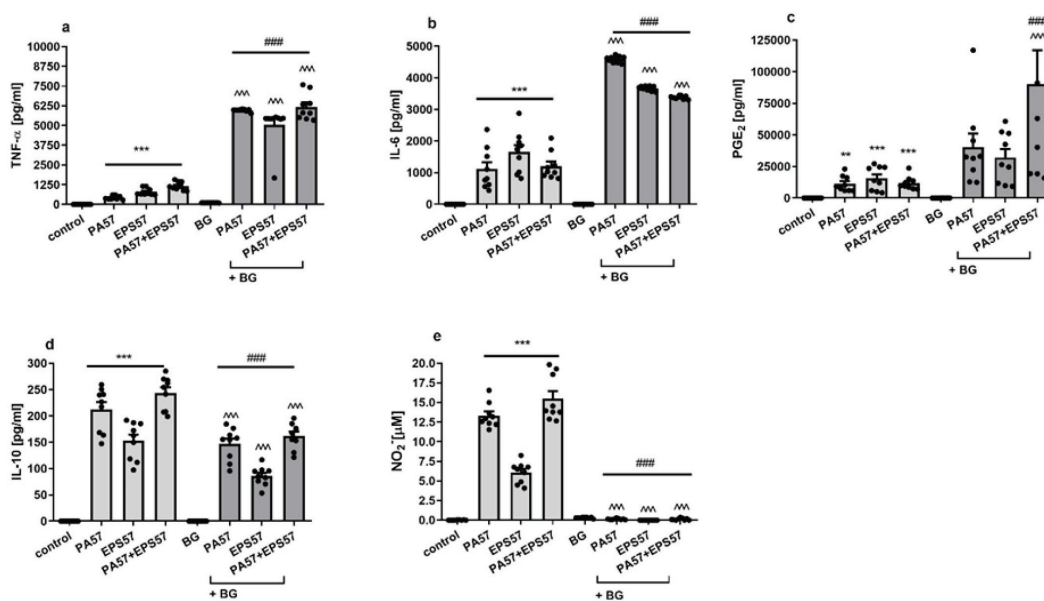 a
TNF-α [pg/ml]
10000
8750
7500
6250
5000
3750
2500
1250
0
***
###
^^^
^^^
^^^
control
PA57
EPS57
PA57+EPS57
BG
PA57
EPS57
PA57+EPS57
+ BG
b
IL-6 [pg/ml]
6000
5000
4000
3000
2000
1000
0
***
###
^^^
^^^
^^^
control
PA57
EPS57
PA57+EPS57
BG
PA57
EPS57
PA57+EPS57
+ BG
c
PGE2 [pg/ml]
125000
100000
75000
50000
25000
0
**
***
***
###
^^^
control
PA57
EPS57
PA57+EPS57
BG
PA57
EPS57
PA57+EPS57
+ BG
d
IL-10 [pg/ml]
300
250
200
150
100
50
0
***
###
^^^
^^^
^^^
control
PA57
EPS57
PA57+EPS57
BG
PA57
EPS57
PA57+EPS57
+ BG
e
NO2- [μM]
20.0
17.5
15.0
12.5
10.0
7.5
5.0
2.5
0.0
***
###
^^^
^^^
^^^
control
PA57
EPS57
PA57+EPS57
BG
PA57
EPS57
PA57+EPS57
+ BG